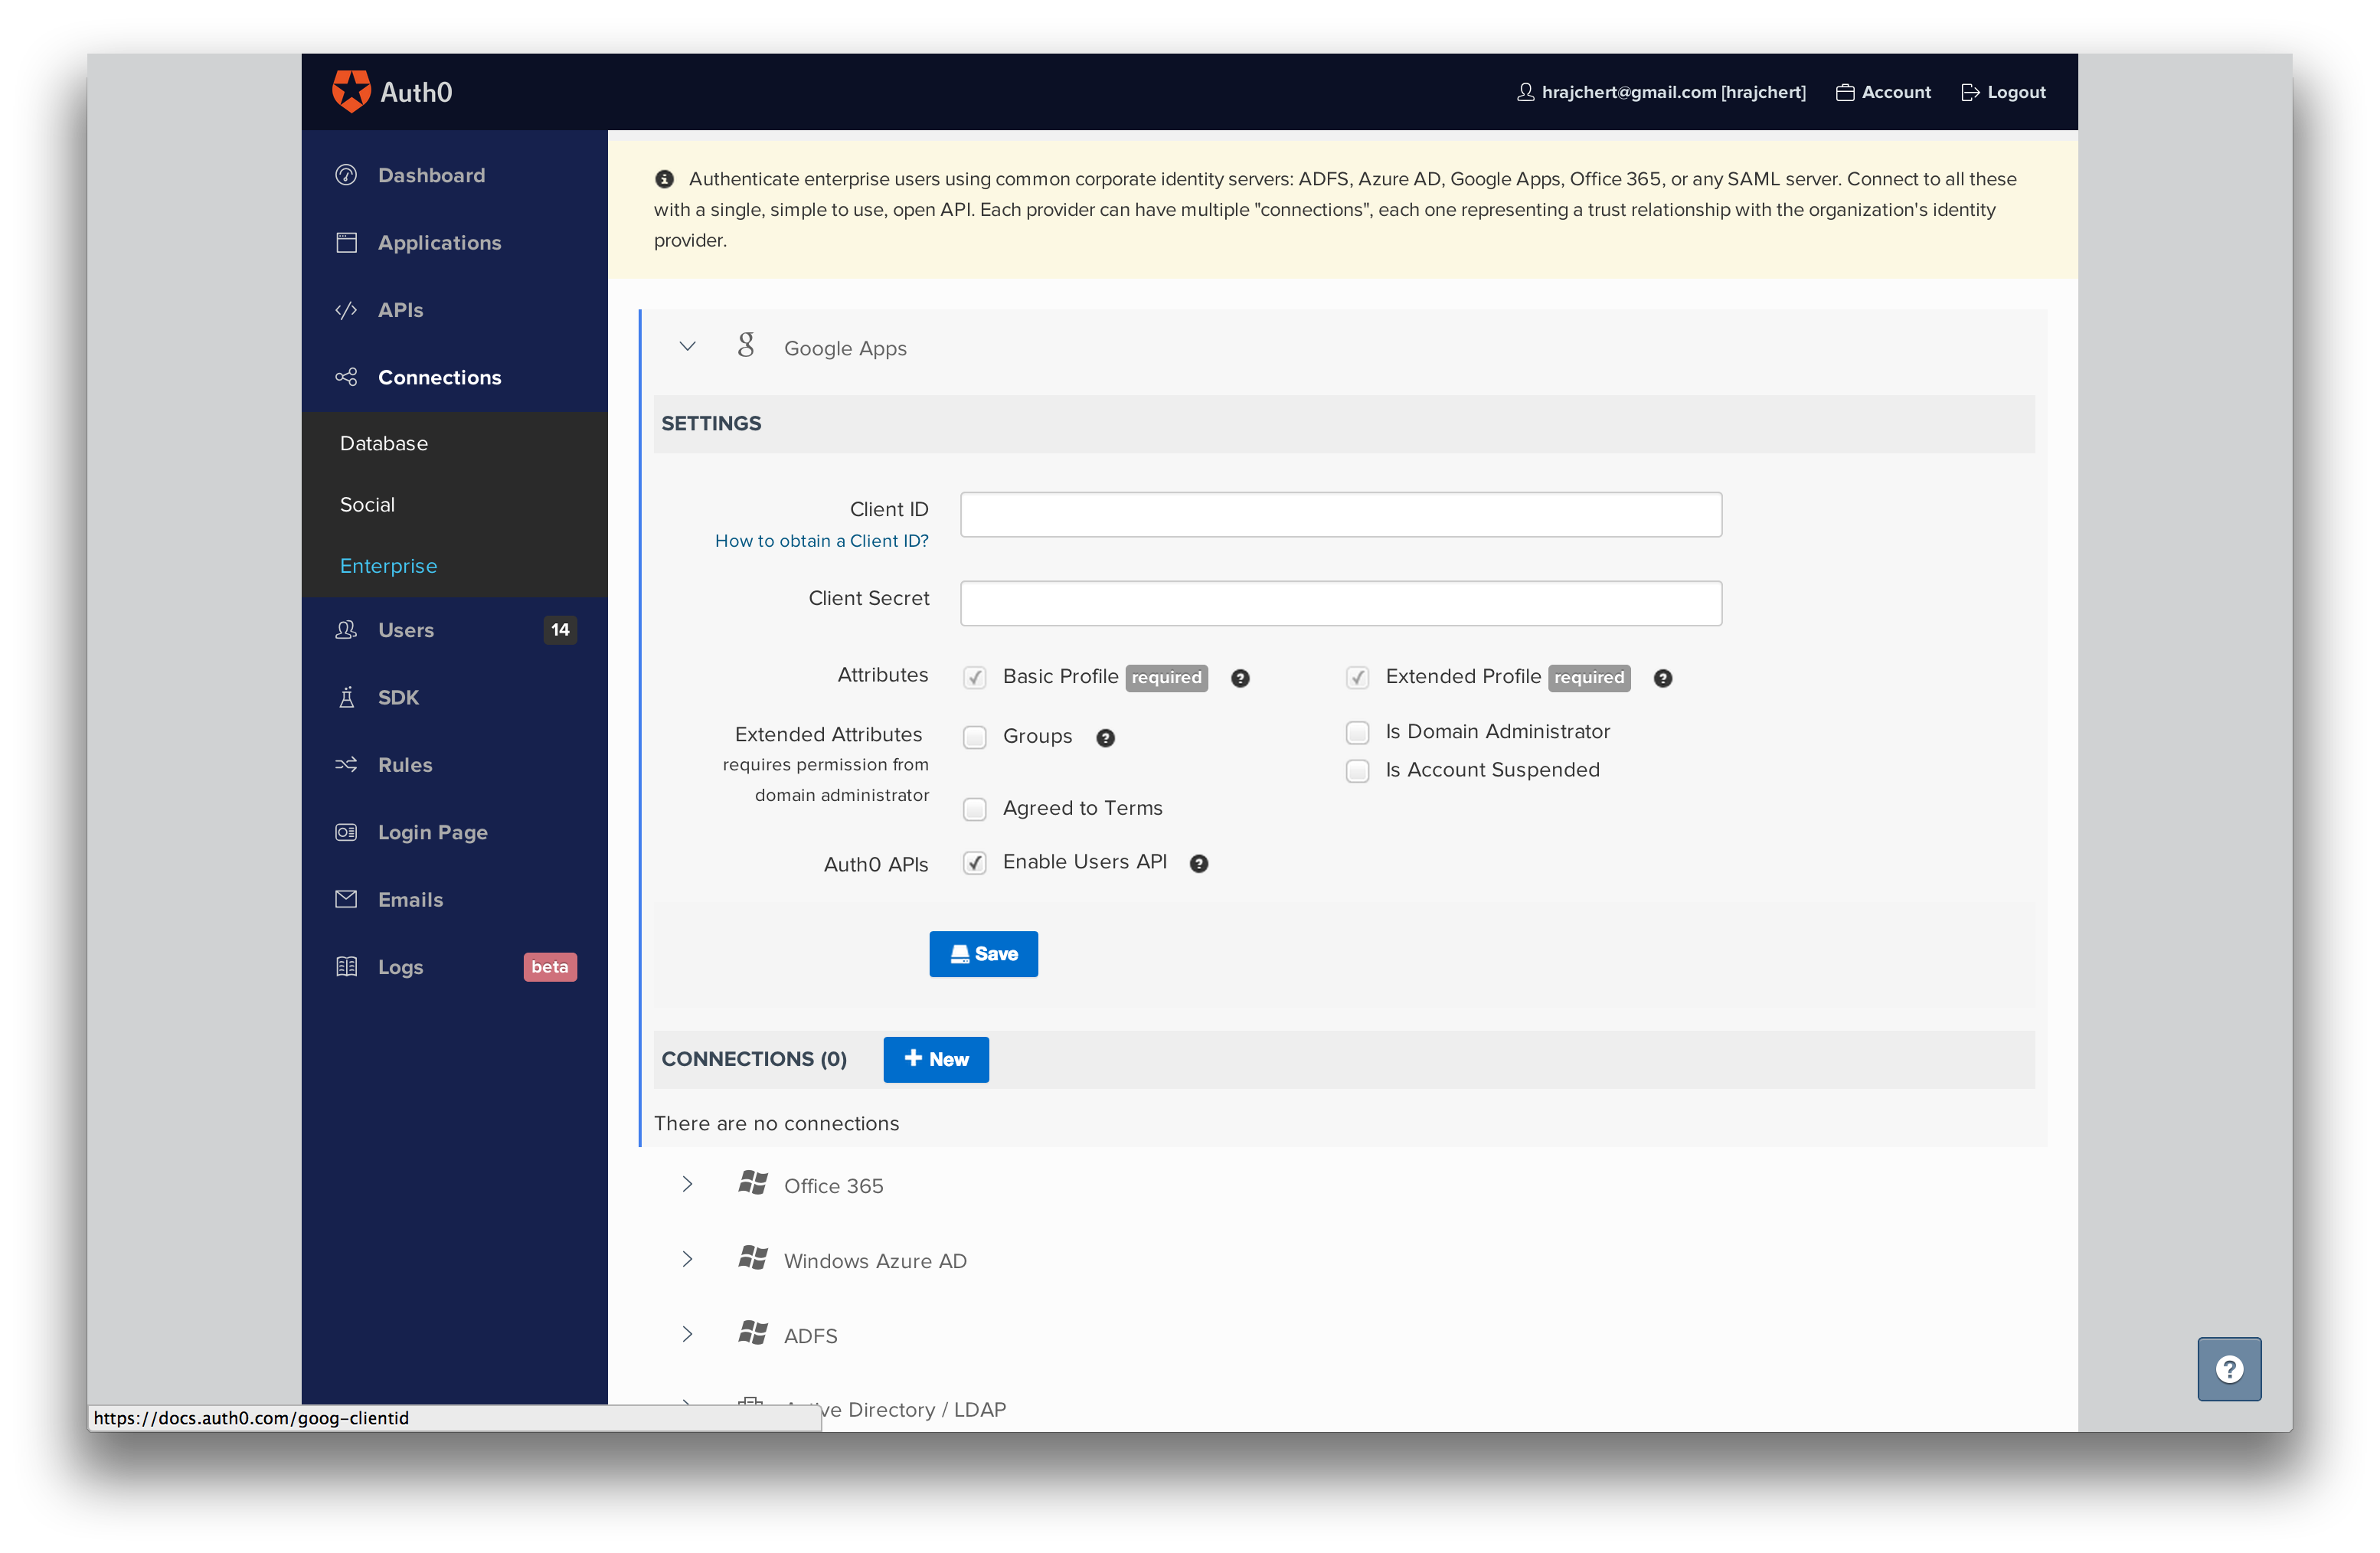 Auth0
hrajchert@gmail.com [hrajchert]
Account
Logout
Dashboard
Applications
APIs
Connections
Database
Social
Enterprise
Users
14
SDK
Rules
Login Page
Emails
Logs
beta
Authenticate enterprise users using common corporate identity servers: ADFS, Azure AD, Google Apps, Office 365, or any SAML server. Connect to all these
with a single, simple to use, open API. Each provider can have multiple "connections", each one representing a trust relationship with the organization's identity
provider.
g
Google Apps
SETTINGS
Client ID
How to obtain a Client ID?
Client Secret
Attributes
Basic Profile required ?
Extended Profile required ?
Extended Attributes
requires permission from
domain administrator
Groups ?
Is Domain Administrator
Is Account Suspended
Agreed to Terms
Auth0 APIs
Enable Users API ?
Save
CONNECTIONS (0)
+ New
There are no connections
Office 365
Windows Azure AD
ADFS
Directory / LDAP
https://docs.auth0.com/goog-clientid
?